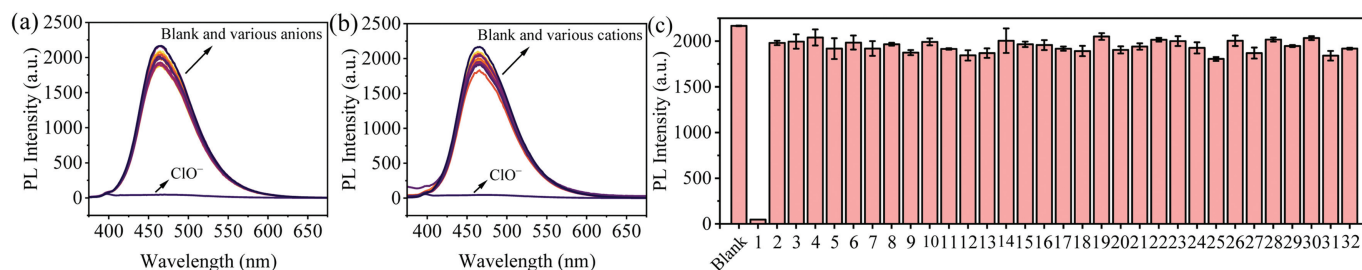 (a)
PL Intensity (a.u.)
2500
2000
1500
1000
500
0
Blank and various anions
ClO⁻
400 450 500 550 600 650
Wavelength (nm)
(b)
PL Intensity (a.u.)
2500
2000
1500
1000
500
0
Blank and various cations
ClO⁻
400 450 500 550 600 650
Wavelength (nm)
(c)
PL Intensity (a.u.)
2000
1500
1000
500
0
Blank 1 2 3 4 5 6 7 8 9 10 11 12 13 14 15 16 17 18 19 20 21 22 23 24 25 26 27 28 29 30 31 32